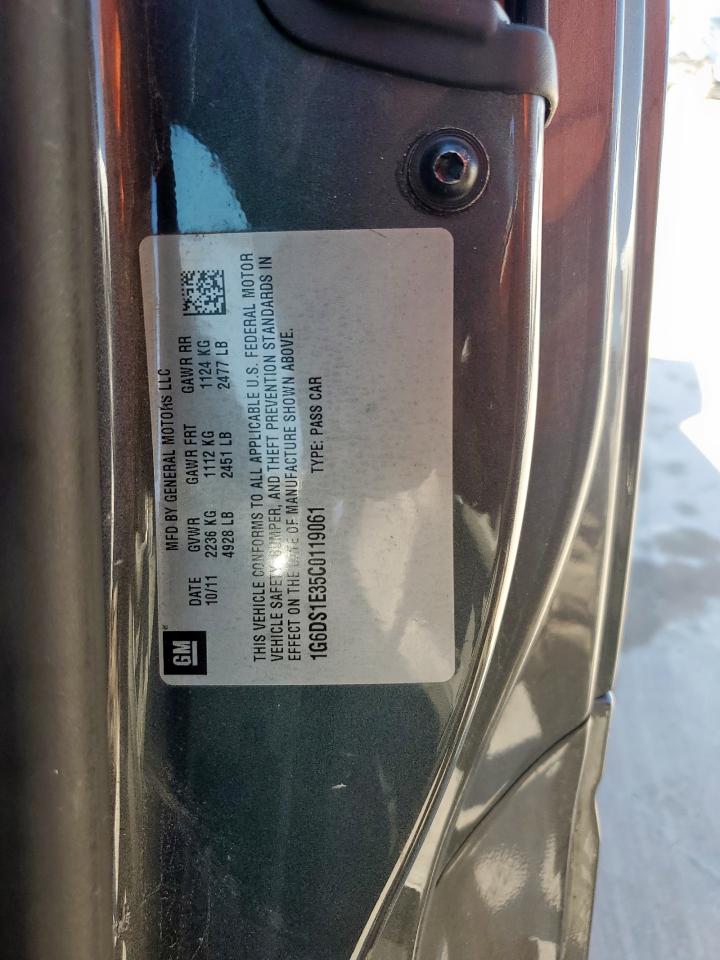 GM
MFD BY GENERAL MOTORS LLC
DATE GVWR GAWR FRT GAWR RR
10/11 2236 KG 1112 KG 1124 KG
4928 LB 2451 LB 2477 LB
THIS VEHICLE CONFORMS TO ALL APPLICABLE U.S. FEDERAL MOTOR
VEHICLE SAFETY, BUMPER, AND THEFT PREVENTION STANDARDS IN
EFFECT ON THE DATE OF MANUFACTURE SHOWN ABOVE.
1G6DS1E35C0119061 TYPE: PASS CAR